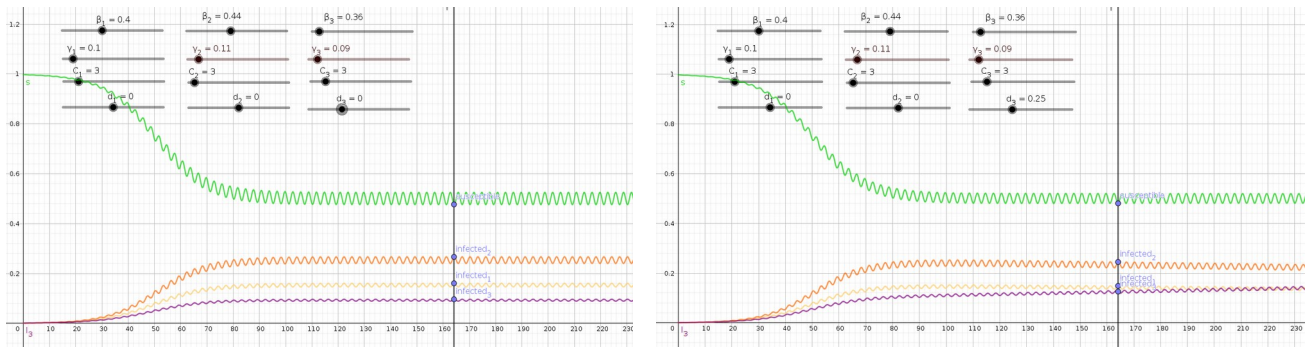 β₁ = 0.4
β₂ = 0.44
β₃ = 0.36
γ₁ = 0.1
γ₂ = 0.11
γ₃ = 0.09
C₁ = 3
C₂ = 3
C₃ = 3
d₁ = 0
d₂ = 0
d₃ = 0
1.2
1
0.8
0.6
0.4
0.2
s
infected₂
infected₁
I₃
0 10 20 30 40 50 60 70 80 90 100 110 120 130 140 150 160 170 180 190 200 210 220 230
β₁ = 0.4
β₂ = 0.44
β₃ = 0.36
γ₁ = 0.1
γ₂ = 0.11
γ₃ = 0.09
C₁ = 3
C₂ = 3
C₃ = 3
d₁ = 0
d₂ = 0
d₃ = 0.25
1.2
1
0.8
0.6
0.4
0.2
s
infected₂
I₃
0 10 20 30 40 50 60 70 80 90 100 110 120 130 140 150 160 170 180 190 200 210 220 230